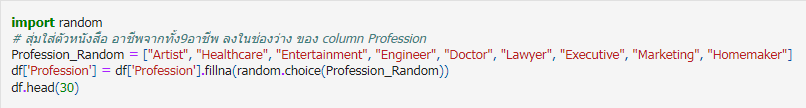 import random
# สุ่มใส่ตัวหนังสือ อาชีพจากทั้ง9อาชีพ ลงในช่องว่าง ของ column Profession
Profession_Random = ["Artist", "Healthcare", "Entertainment", "Engineer", "Doctor", "Lawyer", "Executive", "Marketing", "Homemaker"]
df['Profession'] = df['Profession'].fillna(random.choice(Profession_Random))
df.head(30)